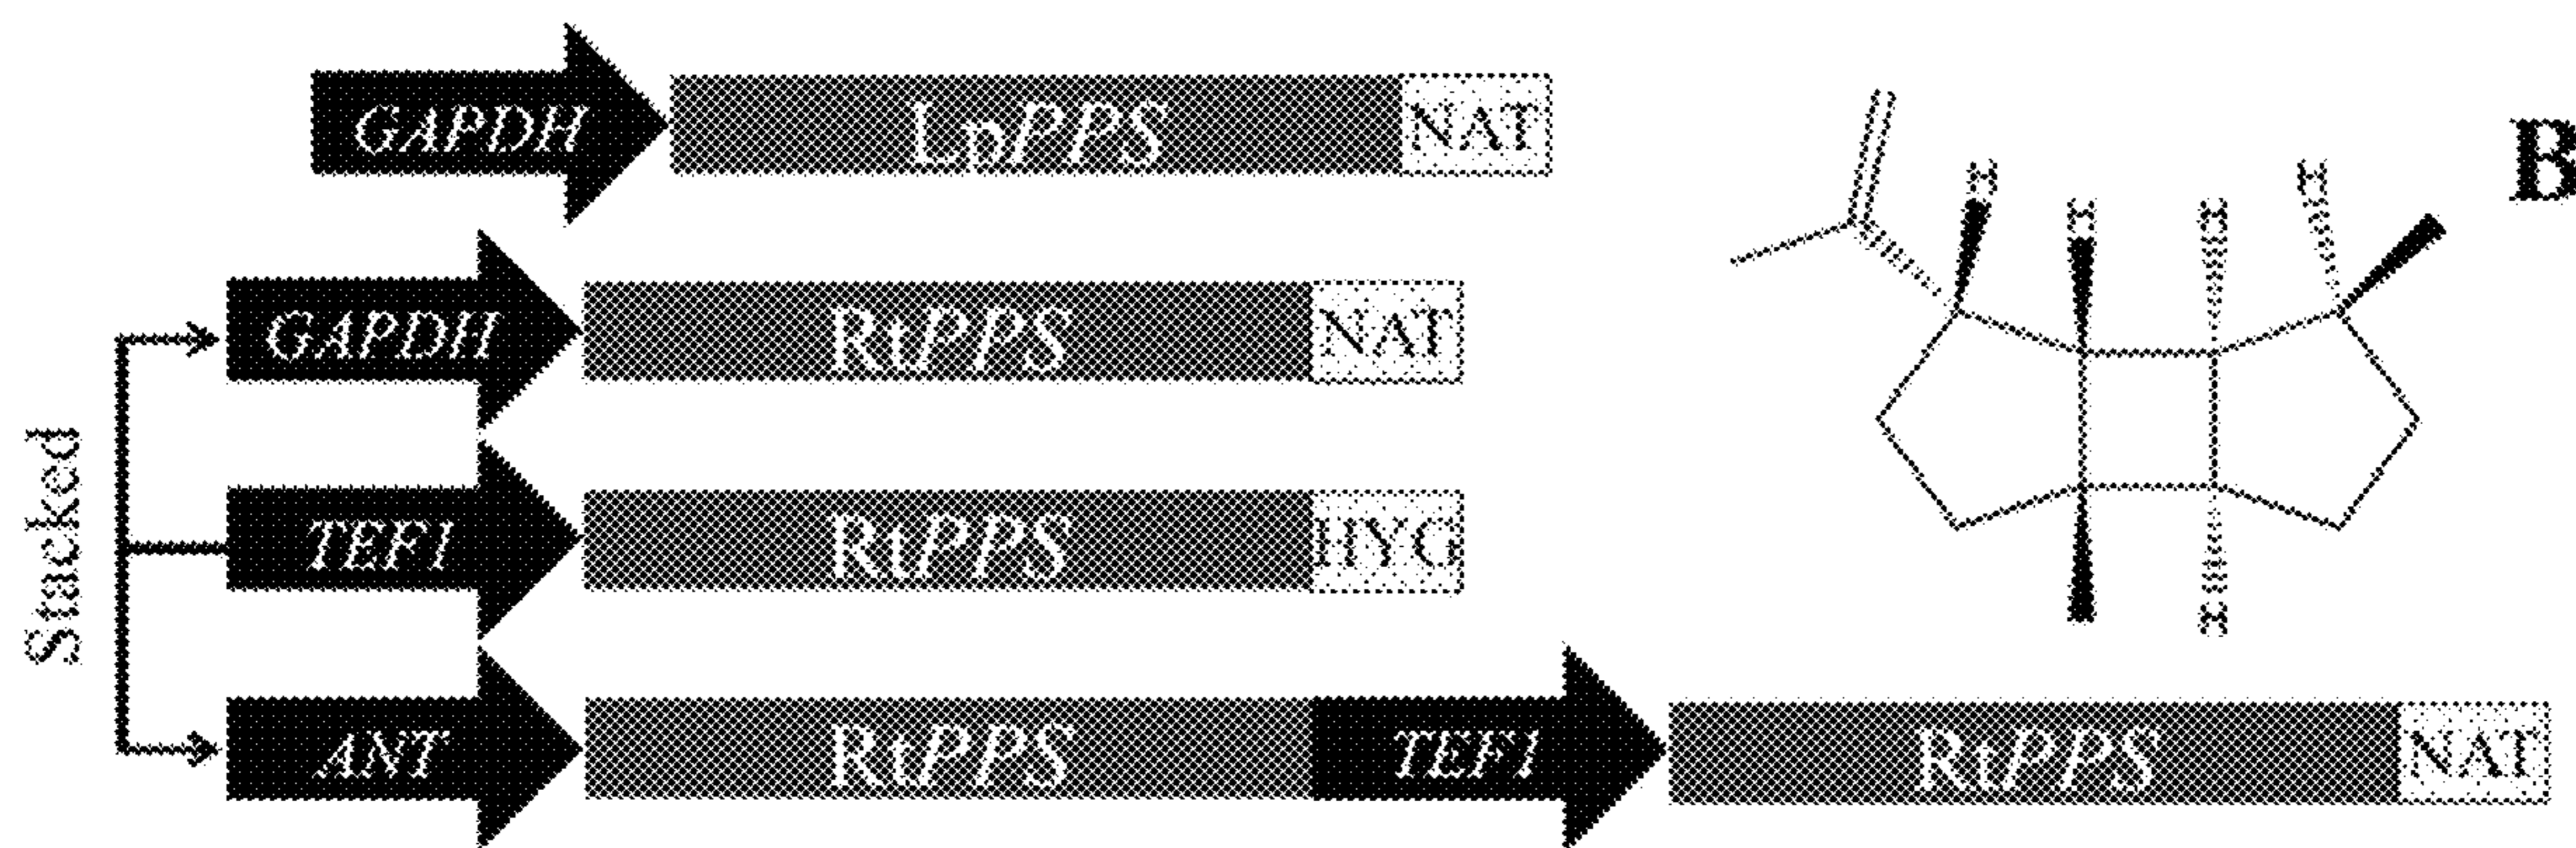 GAPDH LpPPS NAT
B
H H H H
GAPDH RtPPS NAT
Stacked
TEF1 RtPPS HYG
H
ANT RtPPS TEF1 RtPPS NAT